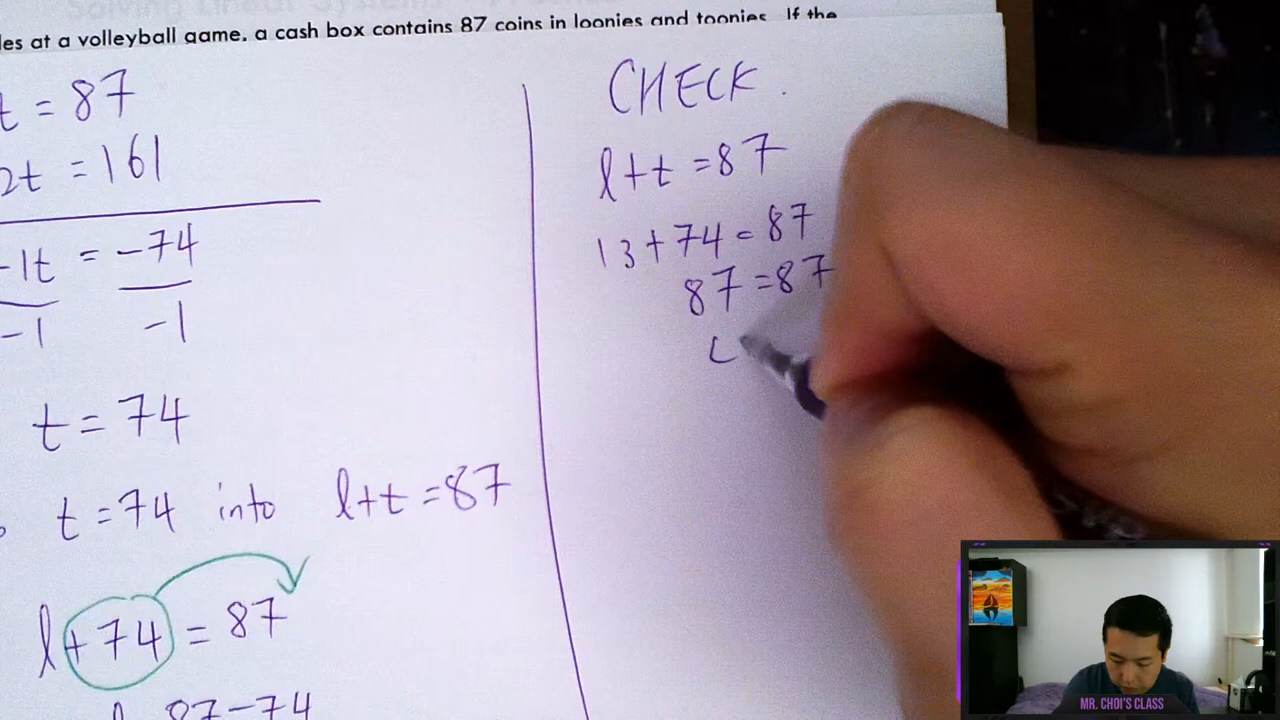 les at a volleyball game, a cash box contains 87 coins in loonies and toonies. If the
t = 87
2t = 161
-1t = -74
-1 -1
t = 74
t = 74 into l+t = 87
l+74 = 87
l 87-74
CHECK.
l+t = 87
13+74 = 87
87 = 87
L
MR. CHOI'S CLASS